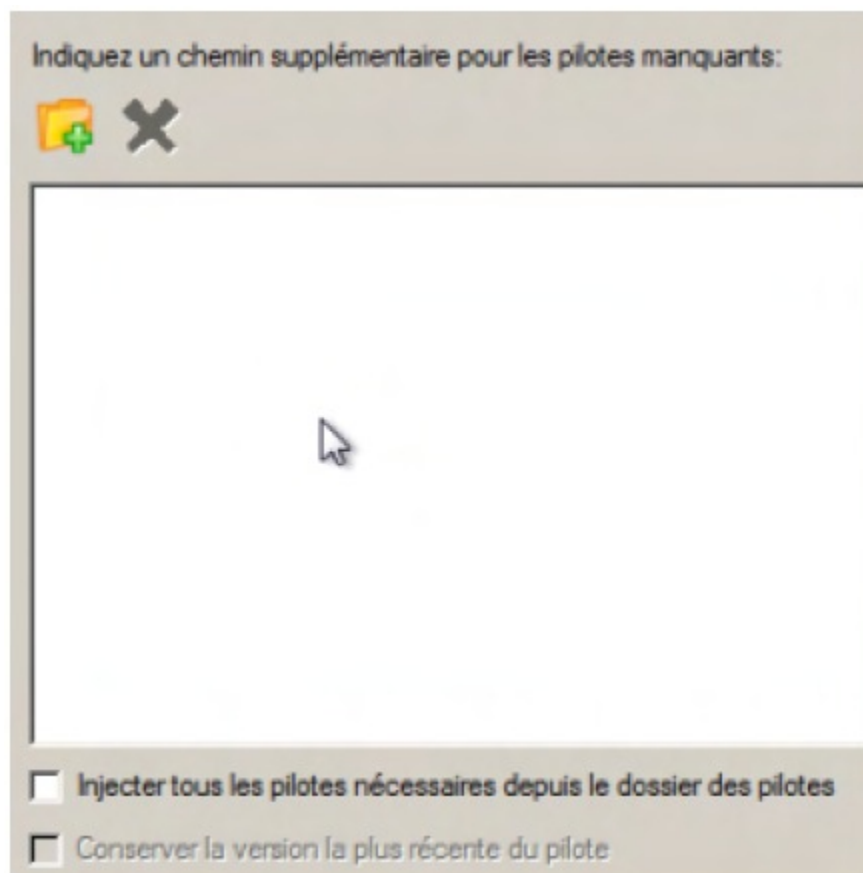 Indiquez un chemin supplémentaire pour les pilotes manquants:
Injecter tous les pilotes nécessaires depuis le dossier des pilotes
Conserver la version la plus récente du pilote